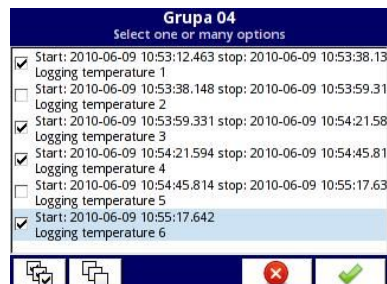 Grupa 04
Select one or many options
Start: 2010-06-09 10:53:12.463 stop: 2010-06-09 10:53:38.13
Logging temperature 1
Start: 2010-06-09 10:53:38.148 stop: 2010-06-09 10:53:59.31
Logging temperature 2
Start: 2010-06-09 10:53:59.331 stop: 2010-06-09 10:54:21.58
Logging temperature 3
Start: 2010-06-09 10:54:21.594 stop: 2010-06-09 10:54:45.81
Logging temperature 4
Start: 2010-06-09 10:54:45.814 stop: 2010-06-09 10:55:17.63
Logging temperature 5
Start: 2010-06-09 10:55:17.642
Logging temperature 6